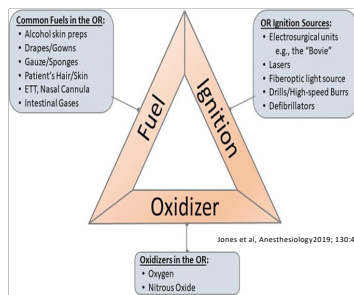 Common Fuels in the OR:
• Alcohol skin preps
• Drapes/Gowns
• Gauze/Sponges
• Patient's Hair/Skin
• ETT, Nasal Cannula
• Intestinal Gases
OR Ignition Sources:
• Electrosurgical units
e.g., the "Bovie"
• Lasers
• Fiberoptic light source
• Drills/High-speed Burrs
• Defibrillators
Fuel
Ignition
Oxidizer
Jones et al, Anesthesiology2019; 130:4
Oxidizers in the OR:
• Oxygen
• Nitrous Oxide